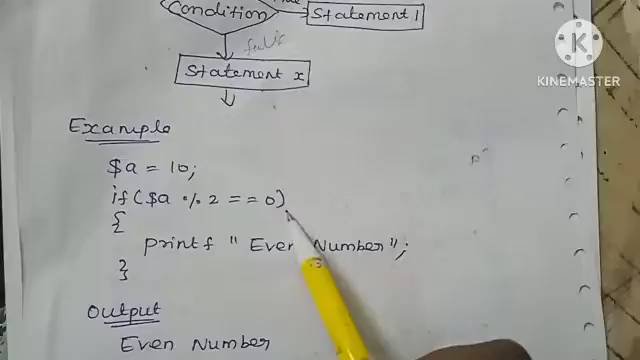 Condition
Statement 1
false
Statement x
KINEMASTER
Example
$a = 10;
if($a % 2 == 0)
{
printf "Even Number";
}
Output
Even Number